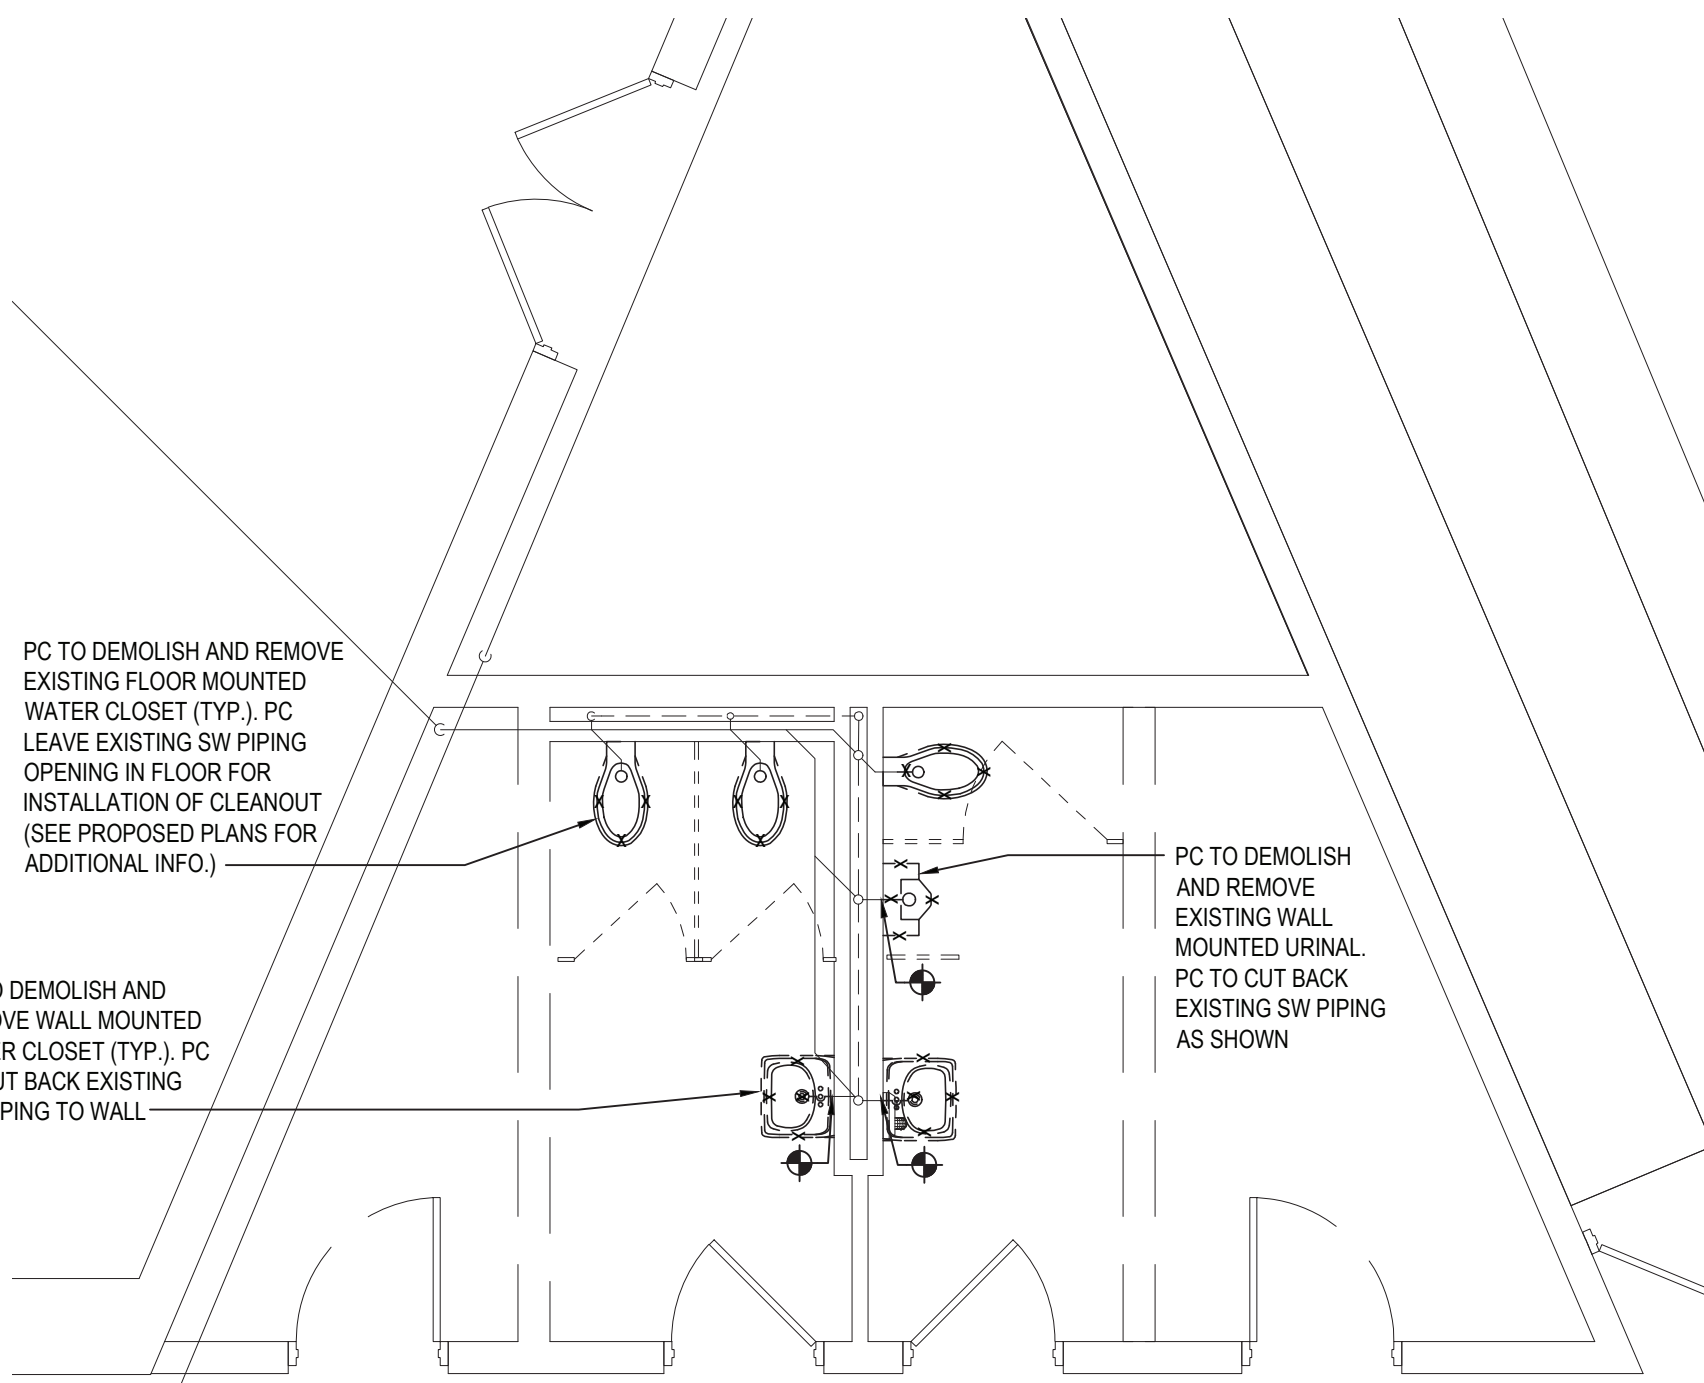 PC TO DEMOLISH AND REMOVE
EXISTING FLOOR MOUNTED
WATER CLOSET (TYP.). PC
LEAVE EXISTING SW PIPING
OPENING IN FLOOR FOR
INSTALLATION OF CLEANOUT
(SEE PROPOSED PLANS FOR
ADDITIONAL INFO.)
DEMOLISH AND
WALL MOUNTED
CLOSET (TYP.). PC
BACK EXISTING
TO WALL
PC TO DEMOLISH
AND REMOVE
EXISTING WALL
MOUNTED URINAL.
PC TO CUT BACK
EXISTING SW PIPING
AS SHOWN